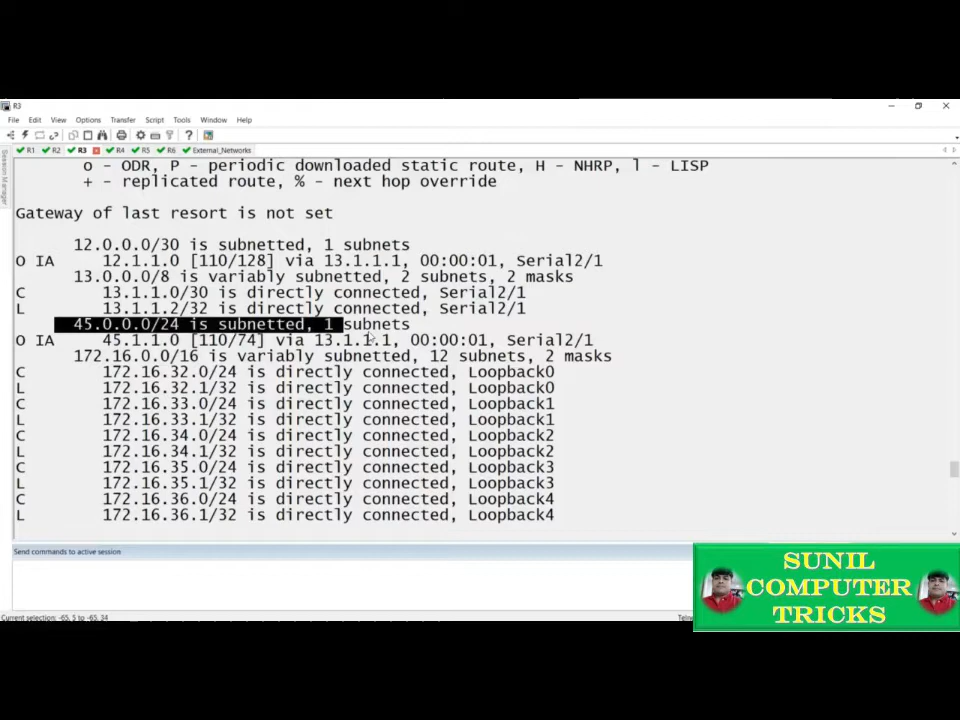 R3
File Edit View Options Transfer Script Tools Window Help
R1 R2 R3 R4 R5 R6 External_Networks
Session Manager
o - ODR, P - periodic downloaded static route, H - NHRP, l - LISP
+ - replicated route, % - next hop override
Gateway of last resort is not set
12.0.0.0/30 is subnetted, 1 subnets
O IA 12.1.1.0 [110/128] via 13.1.1.1, 00:00:01, Serial2/1
13.0.0.0/8 is variably subnetted, 2 subnets, 2 masks
C 13.1.1.0/30 is directly connected, Serial2/1
L 13.1.1.2/32 is directly connected, Serial2/1
45.0.0.0/24 is subnetted, 1 subnets
O IA 45.1.1.0 [110/74] via 13.1.1.1, 00:00:01, Serial2/1
172.16.0.0/16 is variably subnetted, 12 subnets, 2 masks
C 172.16.32.0/24 is directly connected, Loopback0
L 172.16.32.1/32 is directly connected, Loopback0
C 172.16.33.0/24 is directly connected, Loopback1
L 172.16.33.1/32 is directly connected, Loopback1
C 172.16.34.0/24 is directly connected, Loopback2
L 172.16.34.1/32 is directly connected, Loopback2
C 172.16.35.0/24 is directly connected, Loopback3
L 172.16.35.1/32 is directly connected, Loopback3
C 172.16.36.0/24 is directly connected, Loopback4
L 172.16.36.1/32 is directly connected, Loopback4
Send commands to active session
SUNIL
COMPUTER
TRICKS
Current selection: -65, 5 to -65, 34